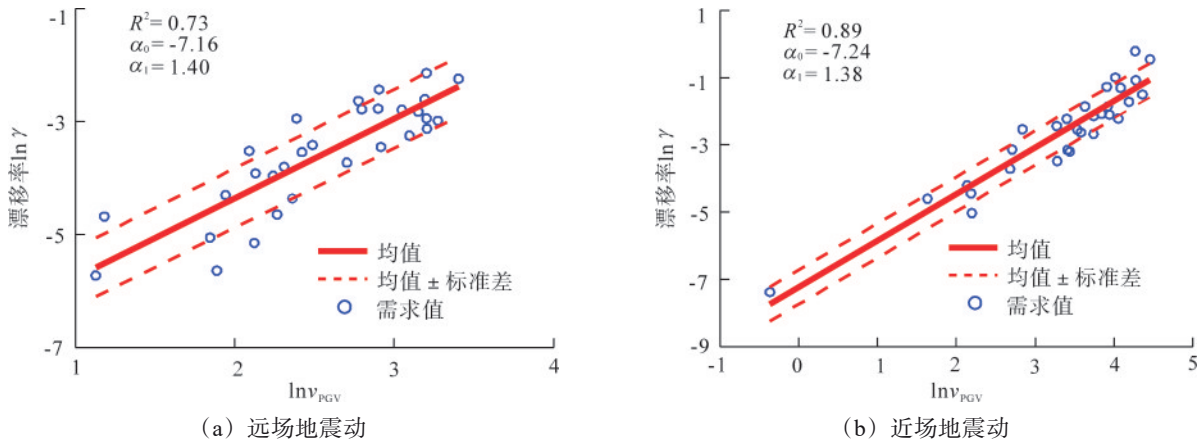 -1
R² = 0.73
α₀= -7.16
α₁= 1.40
-3
漂移率ln γ
-5
均值
均值 ± 标准差
需求值
-7
1
2
3
4
lnvPGV
(a) 远场地震动
1
R² = 0.89
α₀= -7.24
α₁= 1.38
-1
-3
漂移率ln γ
-5
均值
-7
均值 ± 标准差
需求值
-9
-1
0
1
2
3
4
5
lnvPGV
(b) 近场地震动